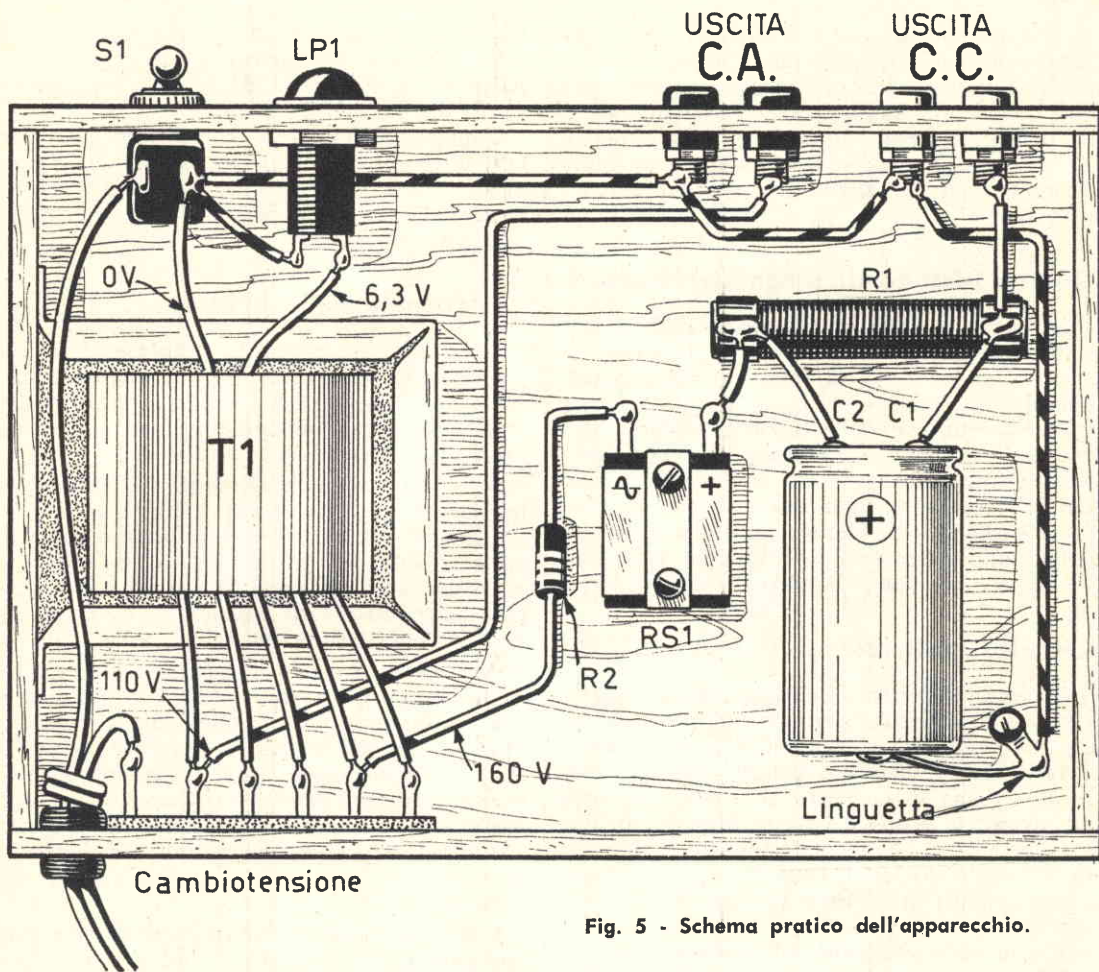 S1
LP1
USCITA
C.A.
USCITA
C.C.
0V
6,3 V
R1
T1
C2
C1
+
+
RS1
R2
110 V
160 V
Linguetta
Cambiotensione
Fig. 5 - Schema pratico dell'apparecchio.